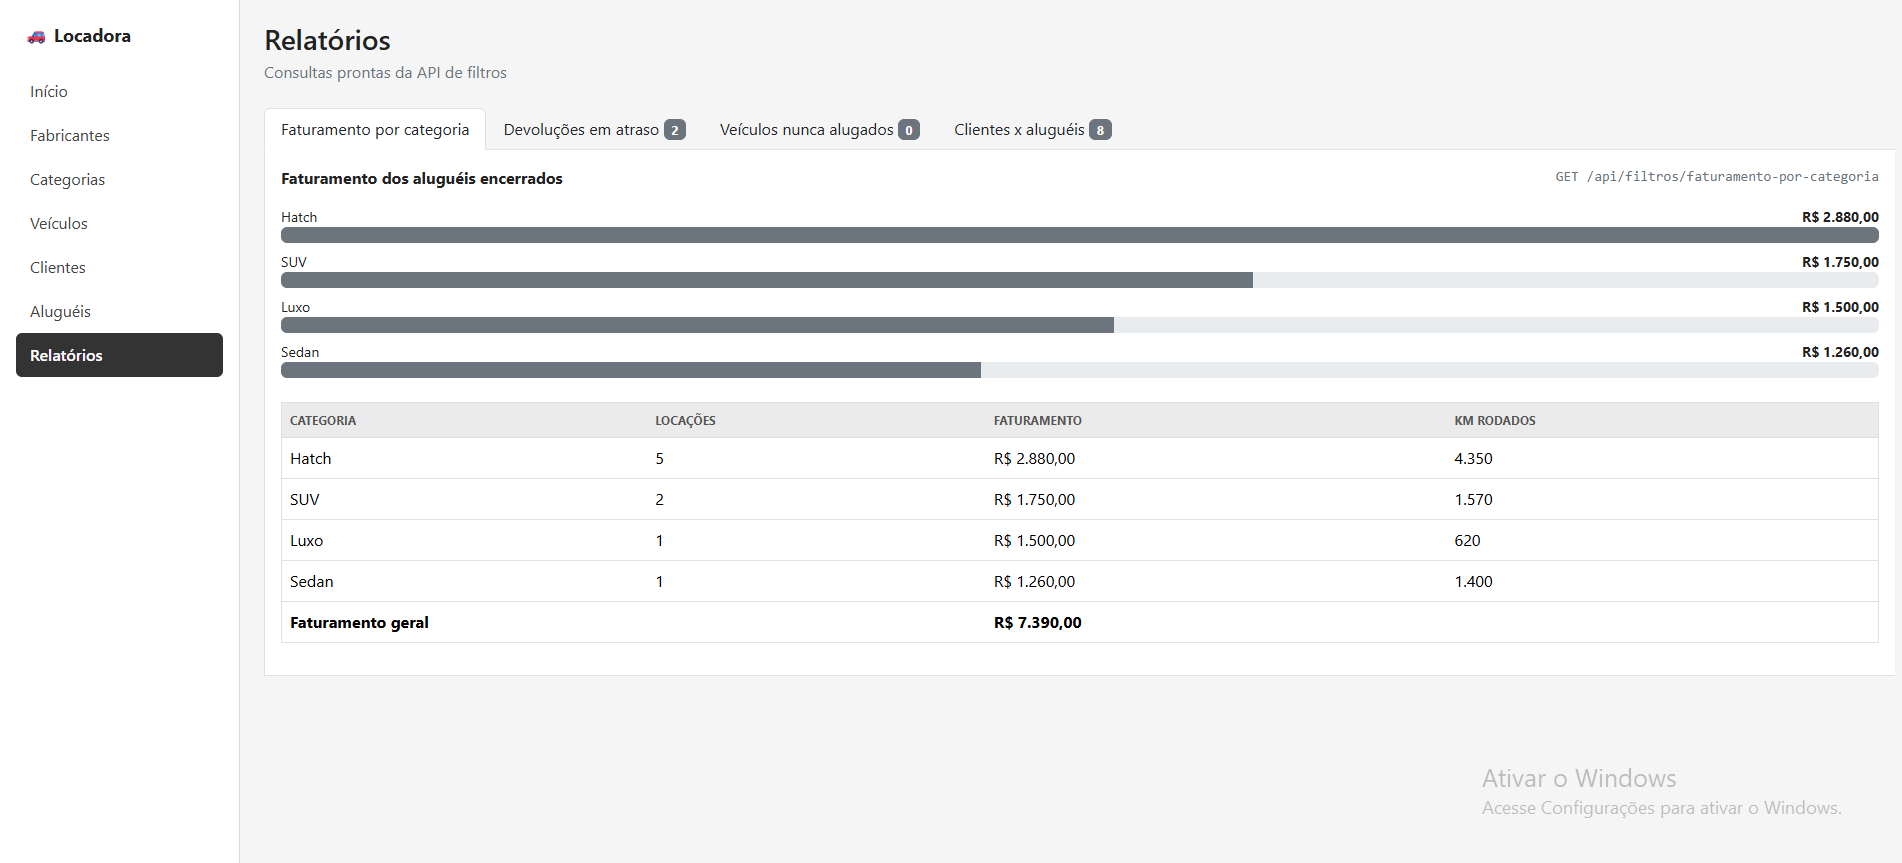 Locadora
Início
Fabricantes
Categorias
Veículos
Clientes
Aluguéis
Relatórios
Relatórios
Consultas prontas da API de filtros
Faturamento por categoria Devoluções em atraso 2 Veículos nunca alugados 0 Clientes x aluguéis 8
Faturamento dos aluguéis encerrados GET /api/filtros/faturamento-por-categoria
Hatch R$ 2.880,00
SUV R$ 1.750,00
Luxo R$ 1.500,00
Sedan R$ 1.260,00
CATEGORIA LOCAÇÕES FATURAMENTO KM RODADOS
Hatch 5 R$ 2.880,00 4.350
SUV 2 R$ 1.750,00 1.570
Luxo 1 R$ 1.500,00 620
Sedan 1 R$ 1.260,00 1.400
Faturamento geral R$ 7.390,00
Ativar o Windows
Acesse Configurações para ativar o Windows.